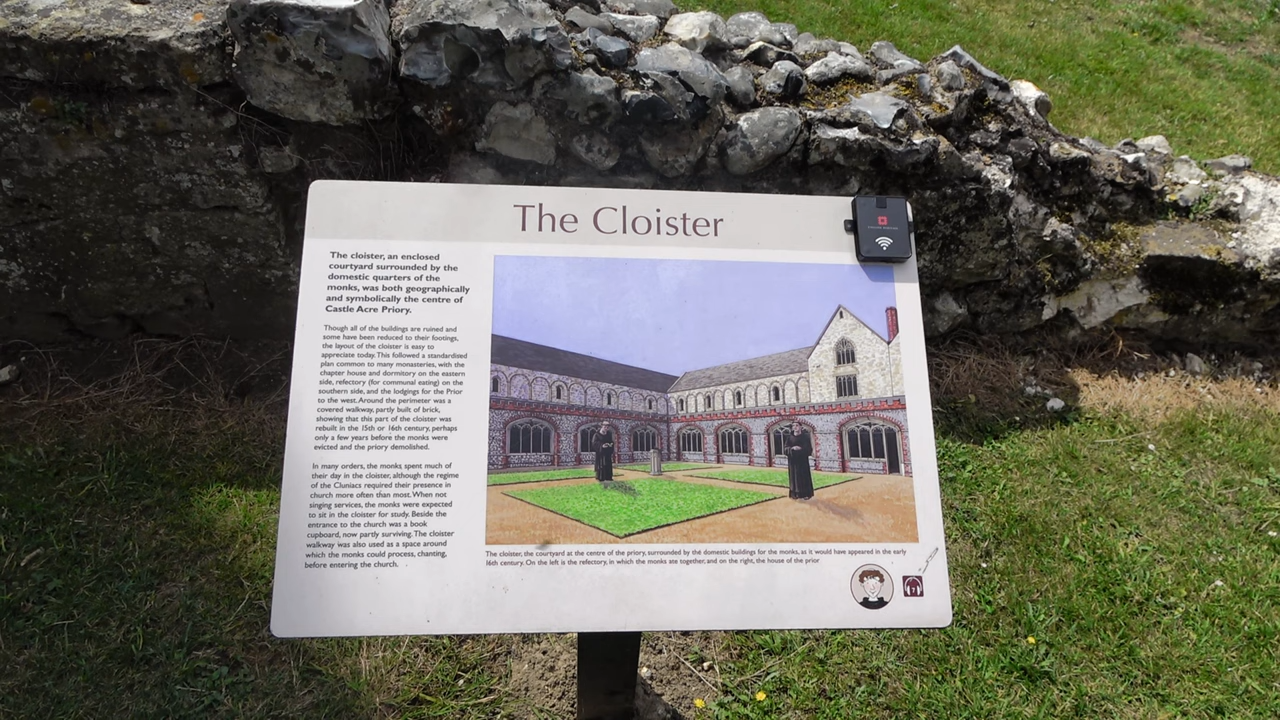 The Cloister
The cloister, an enclosed
courtyard surrounded by the
domestic quarters of the
monks, was both geographically
and symbolically the centre of
Castle Acre Priory.
Though all of the buildings are ruined and
some have been reduced to their footings,
the layout of the cloister is easy to
appreciate today. This followed a standardised
plan common to many monasteries, with the
chapter house and dormitory on the eastern
side, refectory (for communal eating) on the
southern side, and the lodgings for the Prior
to the west. Around the perimeter was a
covered walkway, partly built of brick,
showing that this part of the cloister was
rebuilt in the 15th or 16th century, perhaps
only a few years before the monks were
evicted and the priory demolished.
In many orders, the monks spent much of
their day in the cloister, although the regime
of the Cluniacs required their presence in
church more often than most. When not
singing services, the monks were expected
to sit in the cloister for study. Beside the
entrance to the church was a book
cupboard, now partly surviving. The cloister
walkway was also used as a space around
which the monks could process, chanting,
before entering the church.
The cloister, the courtyard at the centre of the priory, surrounded by the domestic buildings for the monks, as it would have appeared in the early
16th century. On the left is the refectory, in which the monks ate together, and on the right, the house of the prior
7